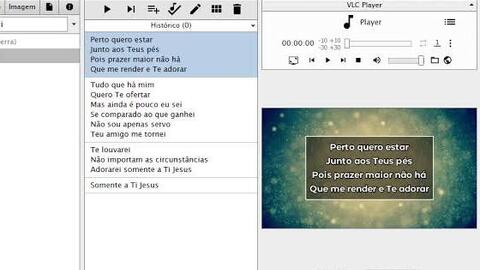 Imagem
i
erra)
Histórico (0)
Perto quero estar
Junto aos Teus pés
Pois prazer maior não há
Que me render e Te adorar
Tudo que há mim
Quero Te ofertar
Mas ainda é pouco eu sei
Se comparado ao que ganhei
Não sou apenas servo
Teu amigo me tornei
Te louvarei
Não importam as circunstâncias
Adorarei somente a Ti Jesus
Somente a Ti Jesus
VLC Player
Player
00:00:00
-10 +10
-30 +30
1
Perto quero estar
Junto aos Teus pés
Pois prazer maior não há
Que me render e Te adorar